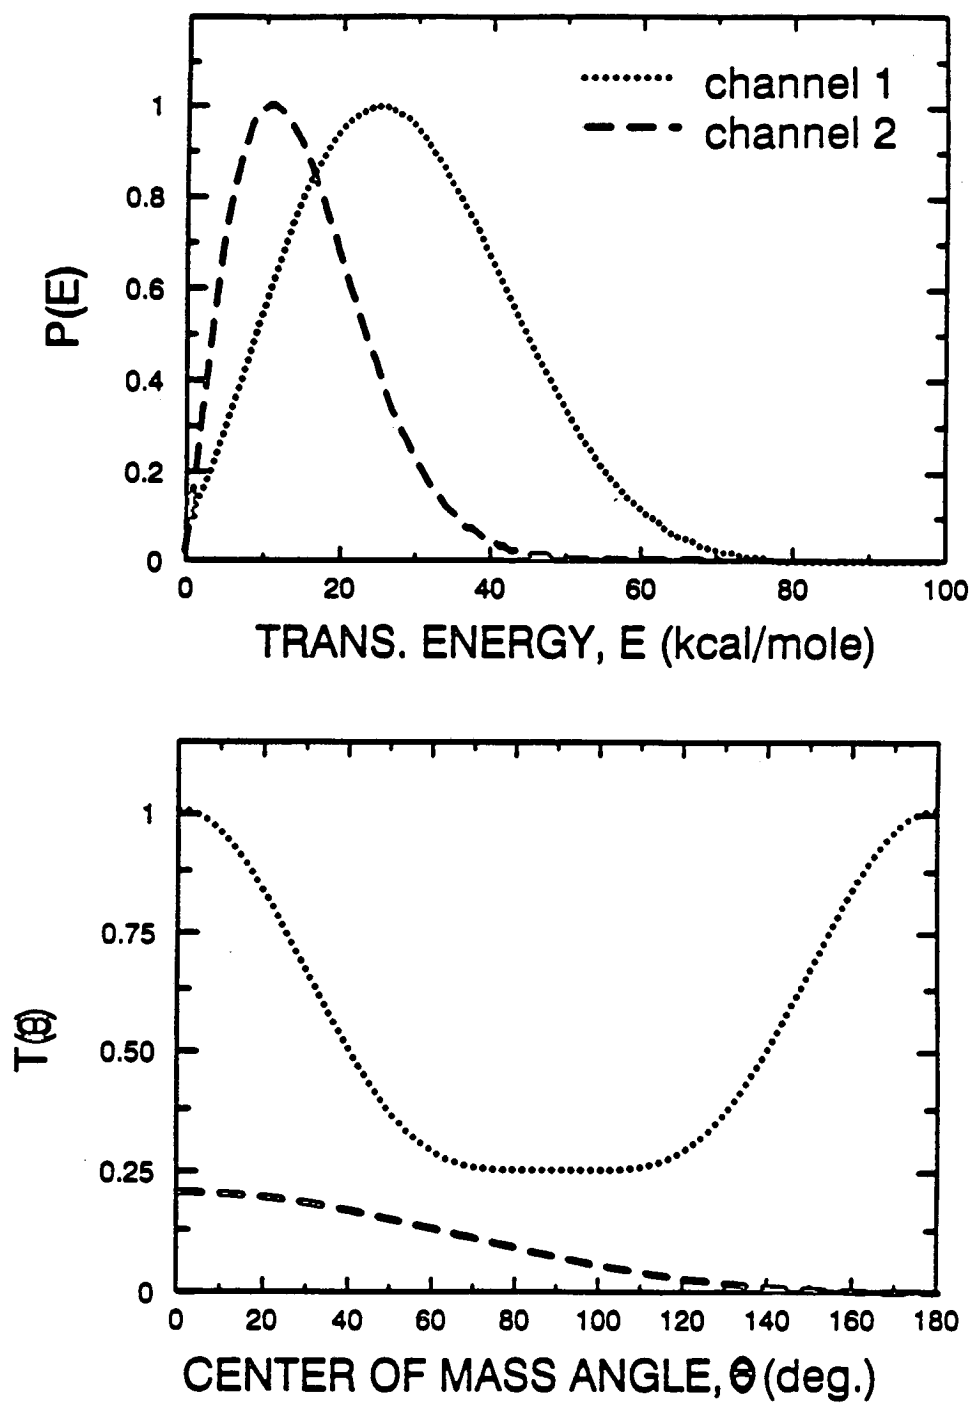 channel 1
channel 2
1
0.8
0.6
0.4
0.2
0
P(E)
0 20 40 60 80 100
TRANS. ENERGY, E (kcal/mole)
1
0.75
0.50
0.25
0
T(θ)
0 20 40 60 80 100 120 140 160 180
CENTER OF MASS ANGLE, θ (deg.)